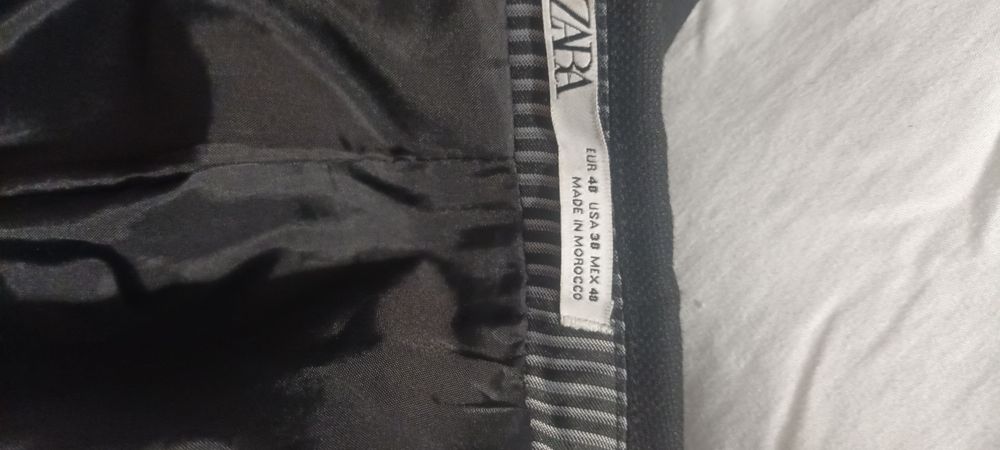 ZARA
EUR 48 USA 38 MEX 48
MADE IN MOROCCO